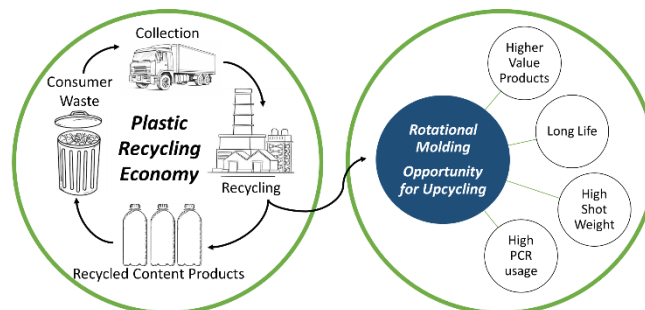 Collection
Consumer
Waste
Plastic
Recycling
Economy
Recycling
Recycled Content Products
Rotational
Molding
Opportunity
for Upcycling
Higher
Value
Products
Long Life
High
Shot
Weight
High
PCR
usage